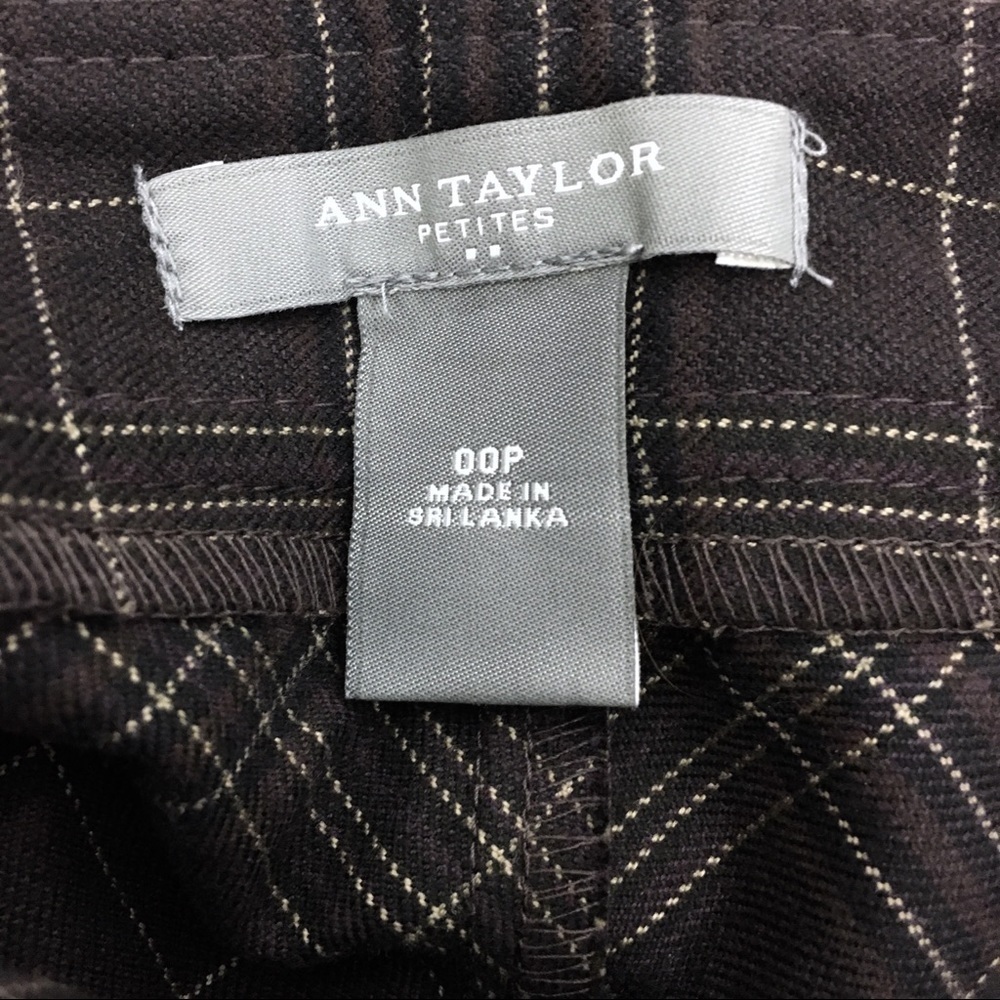 ANN TAYLOR
PETITES
00P
MADE IN
SRI LANKA